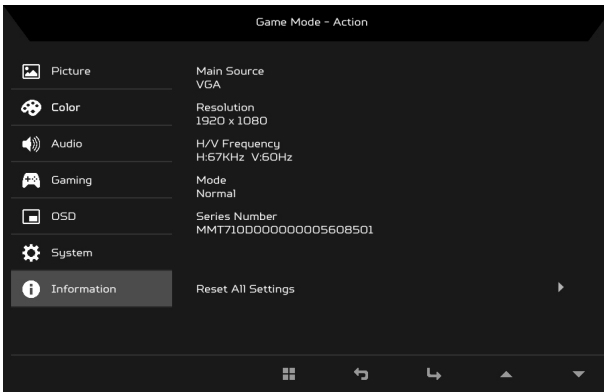 Game Mode - Action
Picture
Color
Audio
Gaming
OSD
System
Information
Main Source
VGA
Resolution
1920 x 1080
H/V Frequency
H:67KHz V:60Hz
Mode
Normal
Series Number
MMT710D000000005608501
Reset All Settings